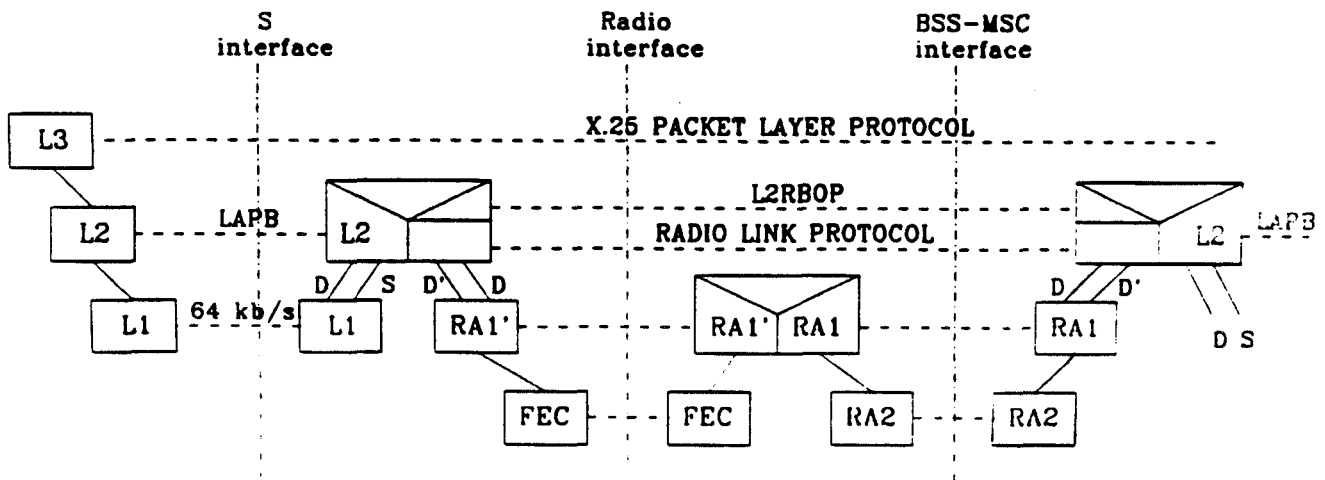 S
interface
Radio
interface
BSS-MSC
interface
X.25 PACKET LAYER PROTOCOL
L3
L2
LAPB
L2
L2RBOP
RADIO LINK PROTOCOL
L2
LAPB
D
S
D'
D
D
D'
L1
64 kb/s
L1
RA1'
RA1'
RA1
RA1
D S
FEC
FEC
RA2
RA2